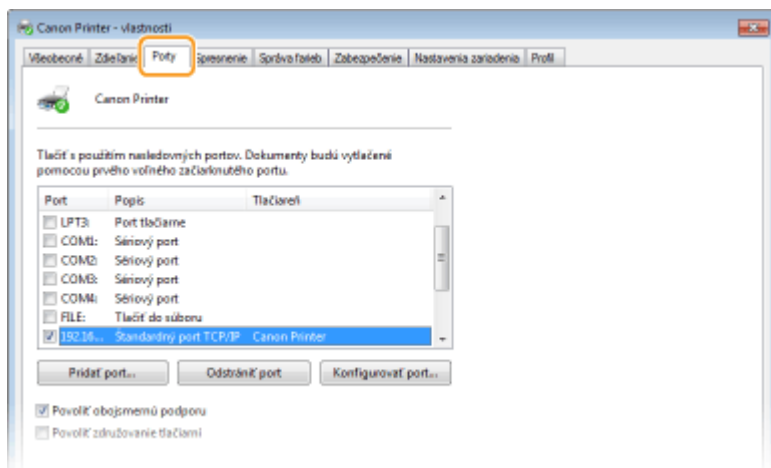 Canon Printer - vlastnosti
Všeobecné Zdieľanie Porty Spresnenie Správa farieb Zabezpečenie Nastavenia zariadenia Profil
Canon Printer
Tlačiť s použitím nasledovných portov. Dokumenty budú vytlačené
pomocou prvého voľného začiarknutého portu.
Port Popis Tlačiareň
LPT3: Port tlačiarne
COM1: Sériový port
COM2: Sériový port
COM3: Sériový port
COM4: Sériový port
FILE: Tlačiť do súboru
192.16... Štandardný port TCP/IP Canon Printer
Pridať port... Odstrániť port Konfigurovať port...
Povoliť obojsmernú podporu
Povoliť združovanie tlačiarní